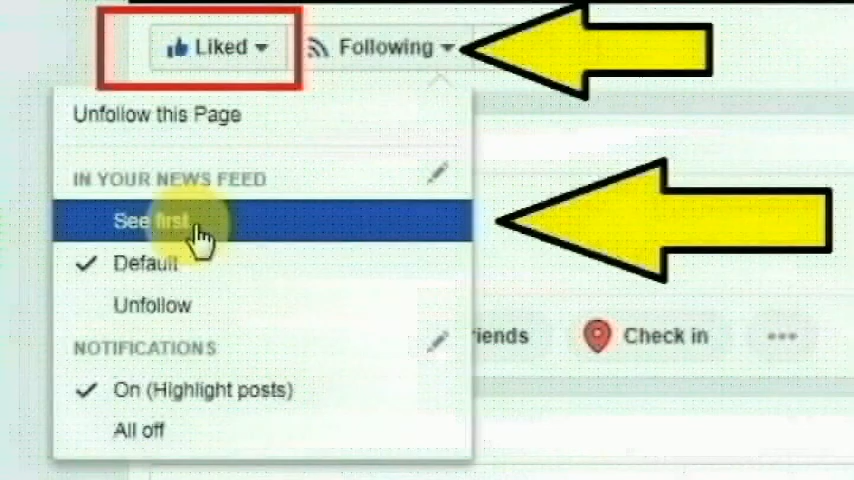 Liked Following
Unfollow this Page
IN YOUR NEWS FEED
See first
Default
Unfollow
riends Check in
NOTIFICATIONS
On (Highlight posts)
All off